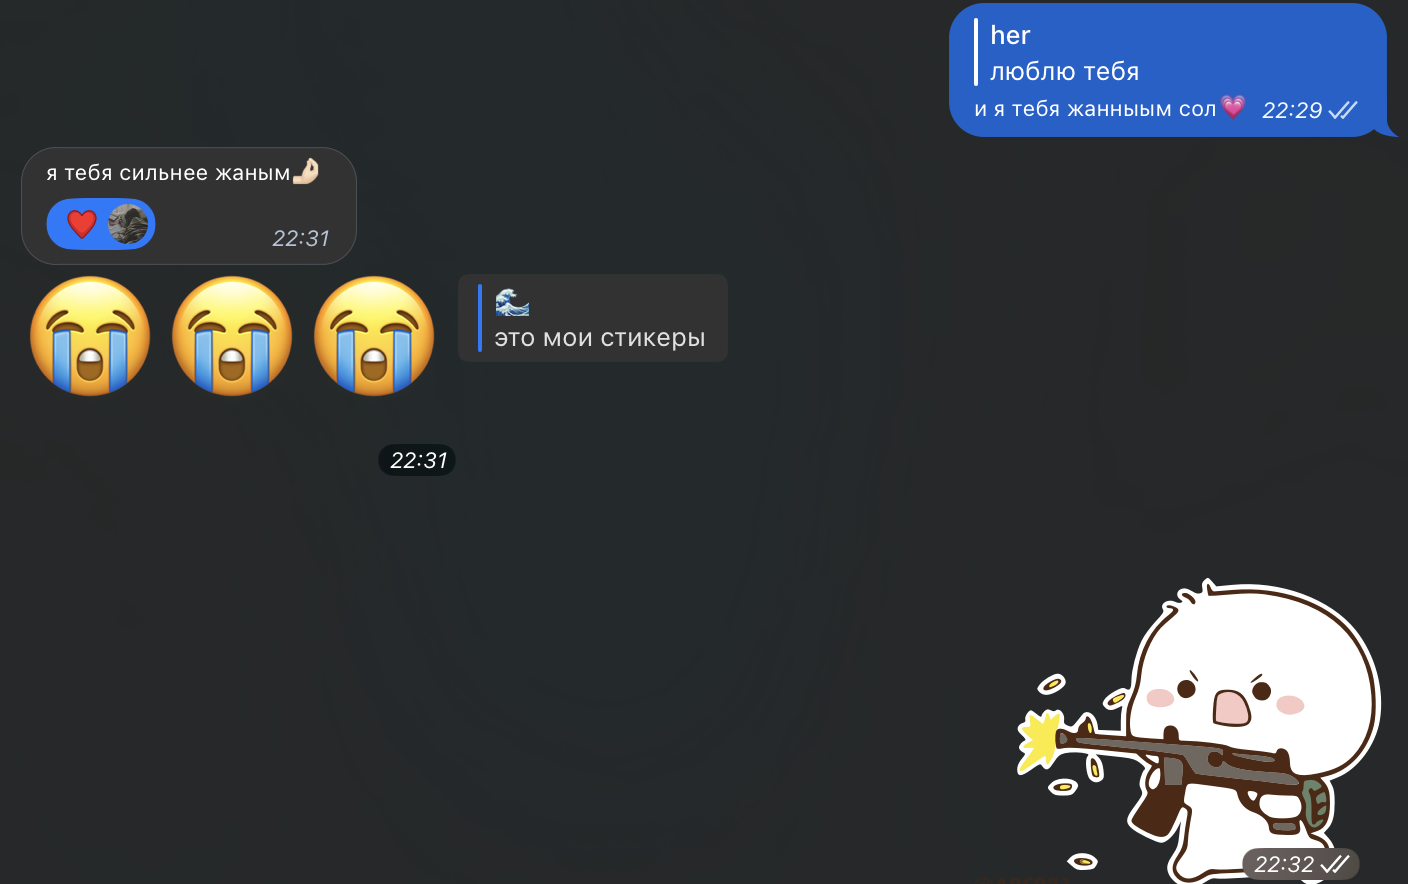 her
люблю тебя
и я тебя жанныым сол💗 22:29
я тебя сильнее жаным🤌🏻
❤️ 22:31
😭😭😭
🌊
это мои стикеры
22:31
22:32